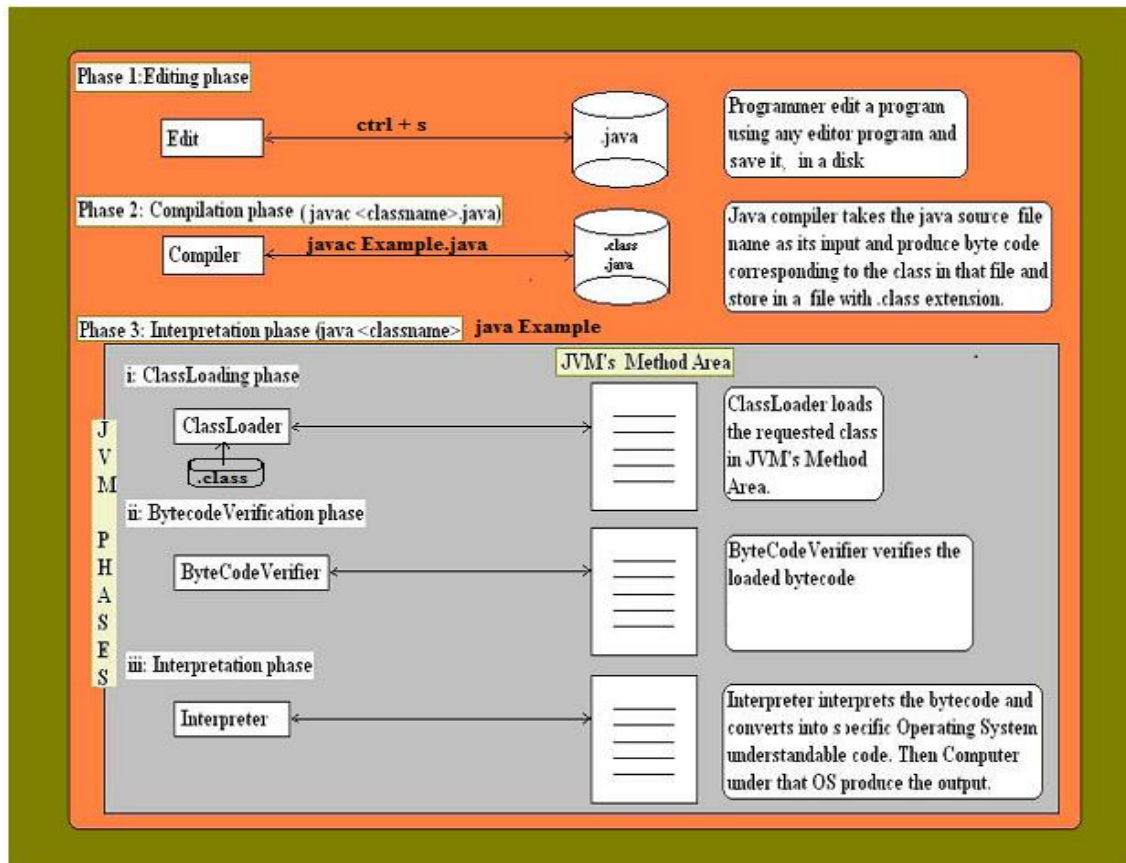 Phase 1:Editing phase
Edit
ctrl + s
.java
Programmer edit a program
using any editor program and
save it, in a disk
Phase 2: Compilation phase ( javac <classname>.java)
Compiler
javac Example.java
.class
.java
Java compiler takes the java source file
name as its input and produce byte code
corresponding to the class in that file and
store in a file with .class extension.
Phase 3: Interpretation phase (java <classname>
java Example
JVM PHASES
i: ClassLoading phase
JVM's Method Area
ClassLoader
.class
ClassLoader loads
the requested class
in JVM's Method
Area.
ii: BytecodeVerification phase
ByteCodeVerifier
ByteCodeVerifier verifies the
loaded bytecode
iii: Interpretation phase
Interpreter
Interpreter interprets the bytecode and
converts into specific Operating System
understandable code. Then Computer
under that OS produce the output.